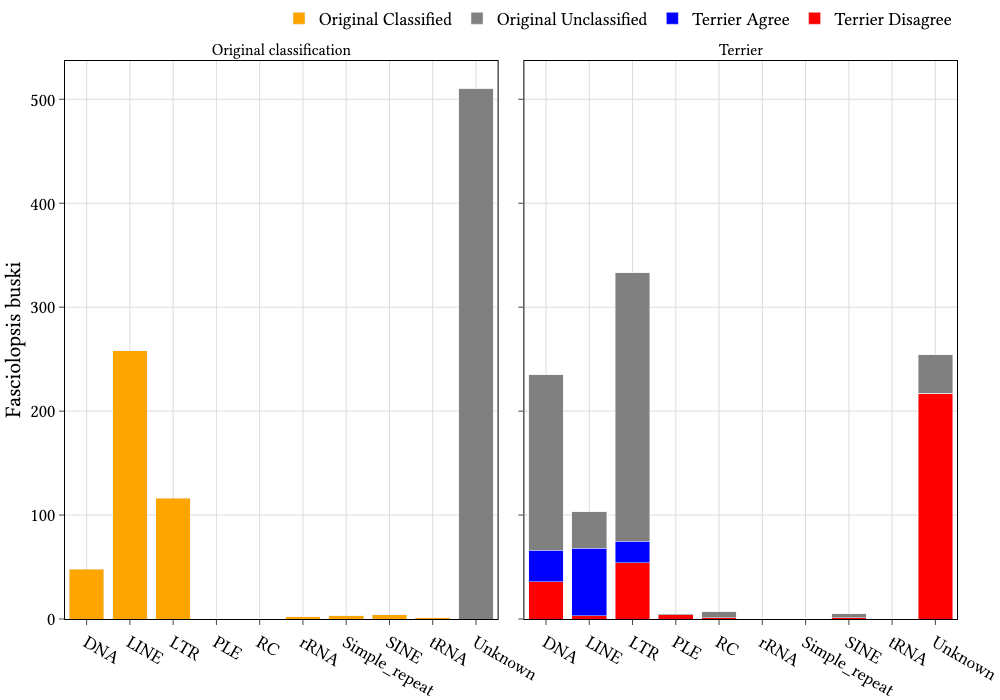 Original Classified Original Unclassified Terrier Agree Terrier Disagree
Original classification Terrier
Fasciolopsis buski
500
400
300
200
100
0
DNA LINE LTR PLE RC rRNA Simple_repeat SINE tRNA Unknown
DNA LINE LTR PLE RC rRNA Simple_repeat SINE tRNA Unknown